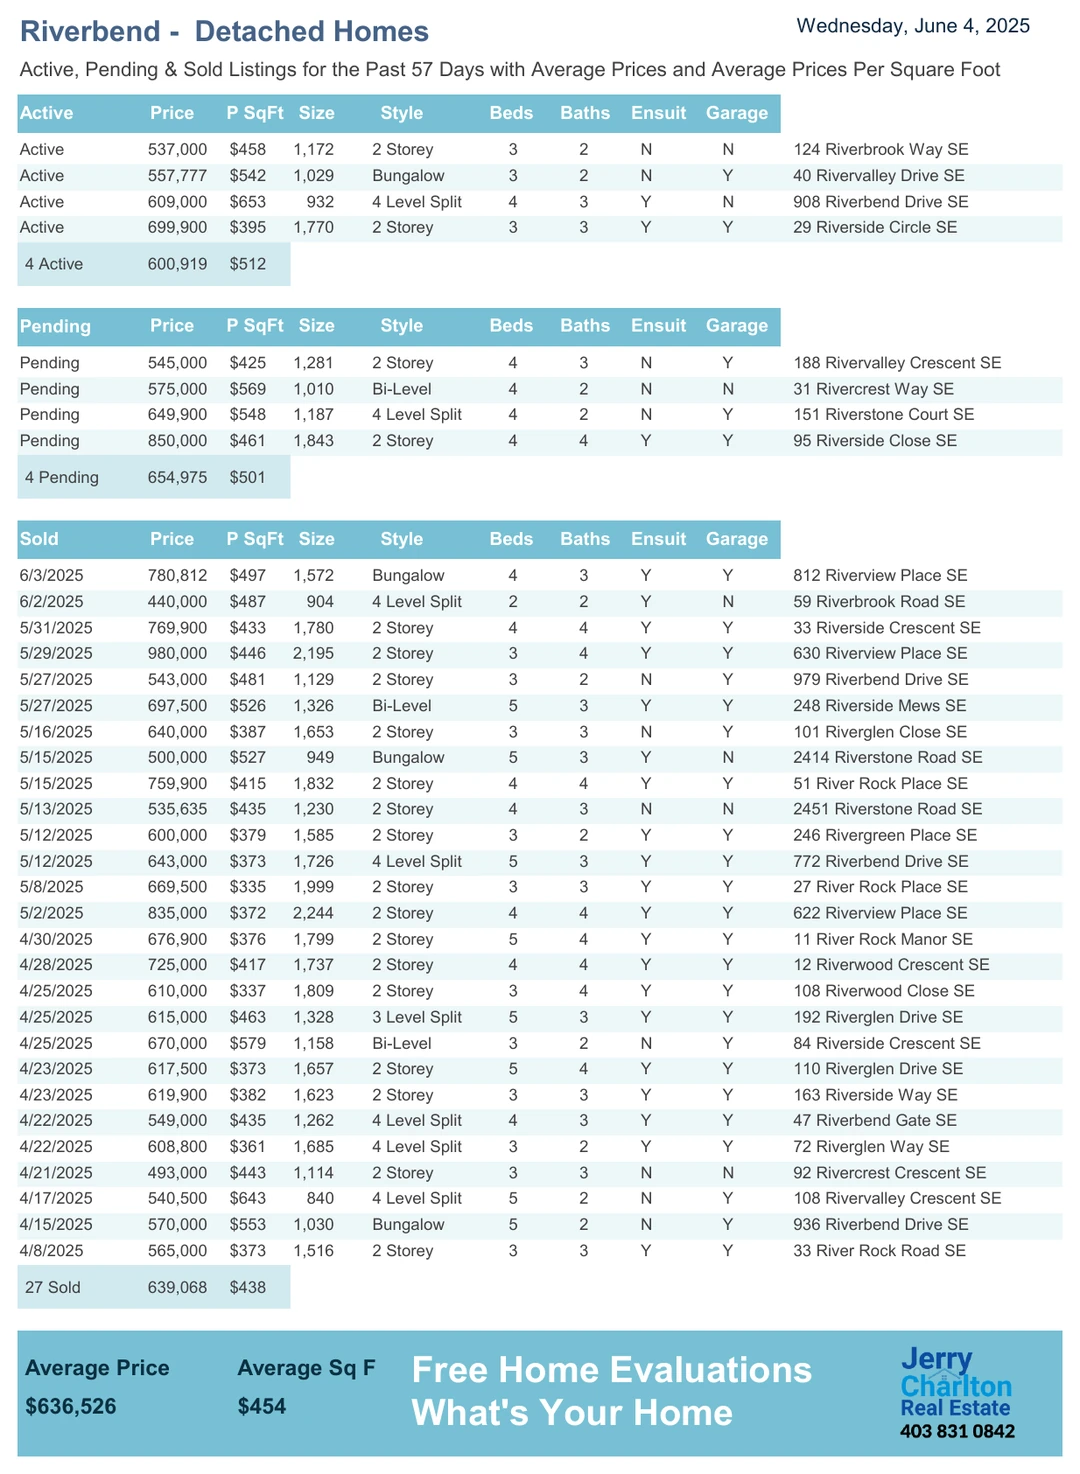 Riverbend -  Detached Homes
Wednesday, June 4, 2025
Active, Pending & Sold Listings for the Past 57 Days with Average Prices and Average Prices Per Square Foot
Active Price P SqFt Size Style Beds Baths Ensuit Garage
Active 537,000 $458 1,172 2 Storey 3 2 N N 124 Riverbrook Way SE
Active 557,777 $542 1,029 Bungalow 3 2 N Y 40 Rivervalley Drive SE
Active 609,000 $653 932 4 Level Split 4 3 Y N 908 Riverbend Drive SE
Active 699,900 $395 1,770 2 Storey 3 3 Y Y 29 Riverside Circle SE
4 Active 600,919 $512
Pending Price P SqFt Size Style Beds Baths Ensuit Garage
Pending 545,000 $425 1,281 2 Storey 4 3 N Y 188 Rivervalley Crescent SE
Pending 575,000 $569 1,010 Bi-Level 4 2 N N 31 Rivercrest Way SE
Pending 649,900 $548 1,187 4 Level Split 4 2 N Y 151 Riverstone Court SE
Pending 850,000 $461 1,843 2 Storey 4 4 Y Y 95 Riverside Close SE
4 Pending 654,975 $501
Sold Price P SqFt Size Style Beds Baths Ensuit Garage
6/3/2025 780,812 $497 1,572 Bungalow 4 3 Y Y 812 Riverview Place SE
6/2/2025 440,000 $487 904 4 Level Split 2 2 Y N 59 Riverbrook Road SE
5/31/2025 769,900 $433 1,780 2 Storey 4 4 Y Y 33 Riverside Crescent SE
5/29/2025 980,000 $446 2,195 2 Storey 3 4 Y Y 630 Riverview Place SE
5/27/2025 543,000 $481 1,129 2 Storey 3 2 N Y 979 Riverbend Drive SE
5/27/2025 697,500 $526 1,326 Bi-Level 5 3 Y Y 248 Riverside Mews SE
5/16/2025 640,000 $387 1,653 2 Storey 3 3 N Y 101 Riverglen Close SE
5/15/2025 500,000 $527 949 Bungalow 5 3 Y N 2414 Riverstone Road SE
5/15/2025 759,900 $415 1,832 2 Storey 4 4 Y Y 51 River Rock Place SE
5/13/2025 535,635 $435 1,230 2 Storey 4 3 N N 2451 Riverstone Road SE
5/12/2025 600,000 $379 1,585 2 Storey 3 2 Y Y 246 Rivergreen Place SE
5/12/2025 643,000 $373 1,726 4 Level Split 5 3 Y Y 772 Riverbend Drive SE
5/8/2025 669,500 $335 1,999 2 Storey 3 3 Y Y 27 River Rock Place SE
5/2/2025 835,000 $372 2,244 2 Storey 4 4 Y Y 622 Riverview Place SE
4/30/2025 676,900 $376 1,799 2 Storey 5 4 Y Y 11 River Rock Manor SE
4/28/2025 725,000 $417 1,737 2 Storey 4 4 Y Y 12 Riverwood Crescent SE
4/25/2025 610,000 $337 1,809 2 Storey 3 4 Y Y 108 Riverwood Close SE
4/25/2025 615,000 $463 1,328 3 Level Split 5 3 Y Y 192 Riverglen Drive SE
4/25/2025 670,000 $579 1,158 Bi-Level 3 2 N Y 84 Riverside Crescent SE
4/23/2025 617,500 $373 1,657 2 Storey 5 4 Y Y 110 Riverglen Drive SE
4/23/2025 619,900 $382 1,623 2 Storey 3 3 Y Y 163 Riverside Way SE
4/22/2025 549,000 $435 1,262 4 Level Split 4 3 Y Y 47 Riverbend Gate SE
4/22/2025 608,800 $361 1,685 4 Level Split 3 2 Y Y 72 Riverglen Way SE
4/21/2025 493,000 $443 1,114 2 Storey 3 3 N N 92 Rivercrest Crescent SE
4/17/2025 540,500 $643 840 4 Level Split 5 2 N Y 108 Rivervalley Crescent SE
4/15/2025 570,000 $553 1,030 Bungalow 5 2 N Y 936 Riverbend Drive SE
4/8/2025 565,000 $373 1,516 2 Storey 3 3 Y Y 33 River Rock Road SE
27 Sold 639,068 $438
Average Price Average Sq F
$636,526 $454
Free Home Evaluations
What's Your Home
Jerry
Charlton
Real Estate
403 831 0842